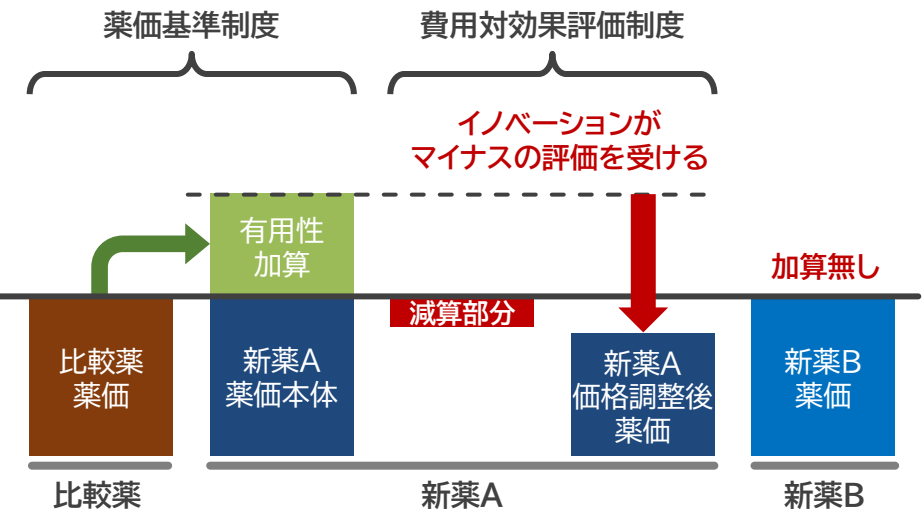 薬価基準制度
費用対効果評価制度
イノベーションが
マイナスの評価を受ける
有用性
加算
加算無し
減算部分
比較薬
薬価
新薬A
薬価本体
新薬A
価格調整後
薬価
新薬B
薬価
比較薬
新薬A
新薬B